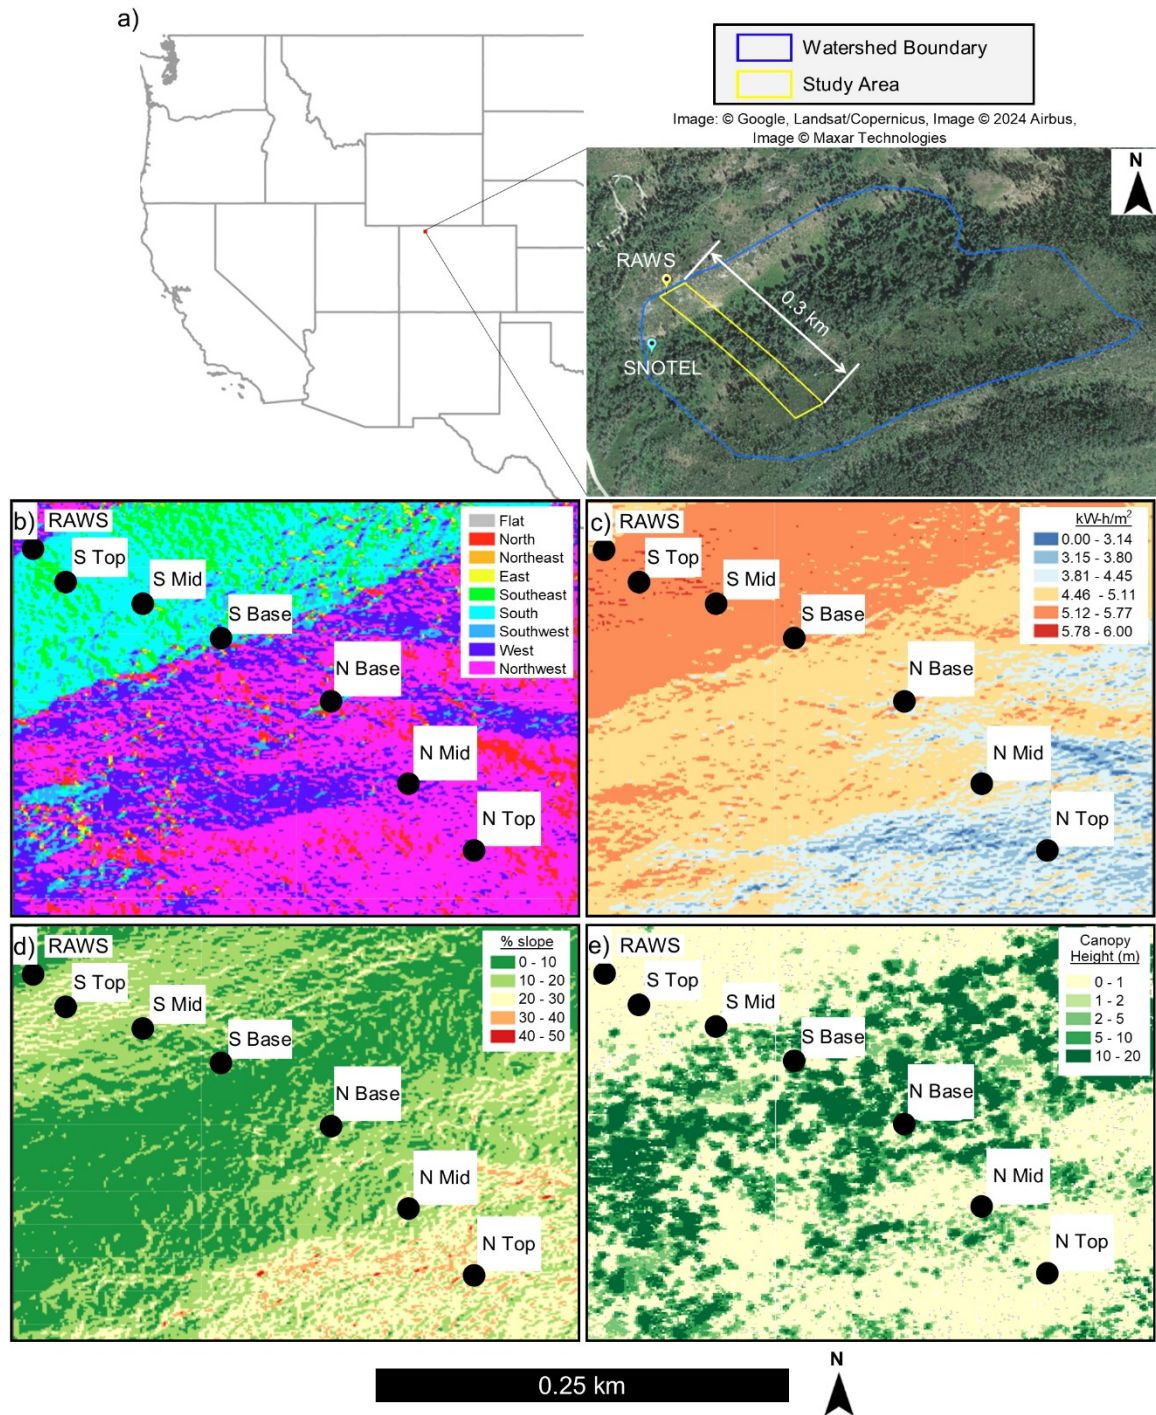 a)
Watershed Boundary
Study Area
Image: © Google, Landsat/Copernicus, Image © 2024 Airbus,
Image © Maxar Technologies
N
RAWS
0.3 km
SNOTEL
b)
RAWS
S Top
S Mid
S Base
N Base
N Mid
N Top
Flat
North
Northeast
East
Southeast
South
Southwest
West
Northwest
c)
RAWS
S Top
S Mid
S Base
N Base
N Mid
N Top
kW-h/m²
0.00 - 3.14
3.15 - 3.80
3.81 - 4.45
4.46 - 5.11
5.12 - 5.77
5.78 - 6.00
d)
RAWS
S Top
S Mid
S Base
N Base
N Mid
N Top
% slope
0 - 10
10 - 20
20 - 30
30 - 40
40 - 50
e)
RAWS
S Top
S Mid
S Base
N Base
N Mid
N Top
Canopy
Height (m)
0 - 1
1 - 2
2 - 5
5 - 10
10 - 20
0.25 km
N